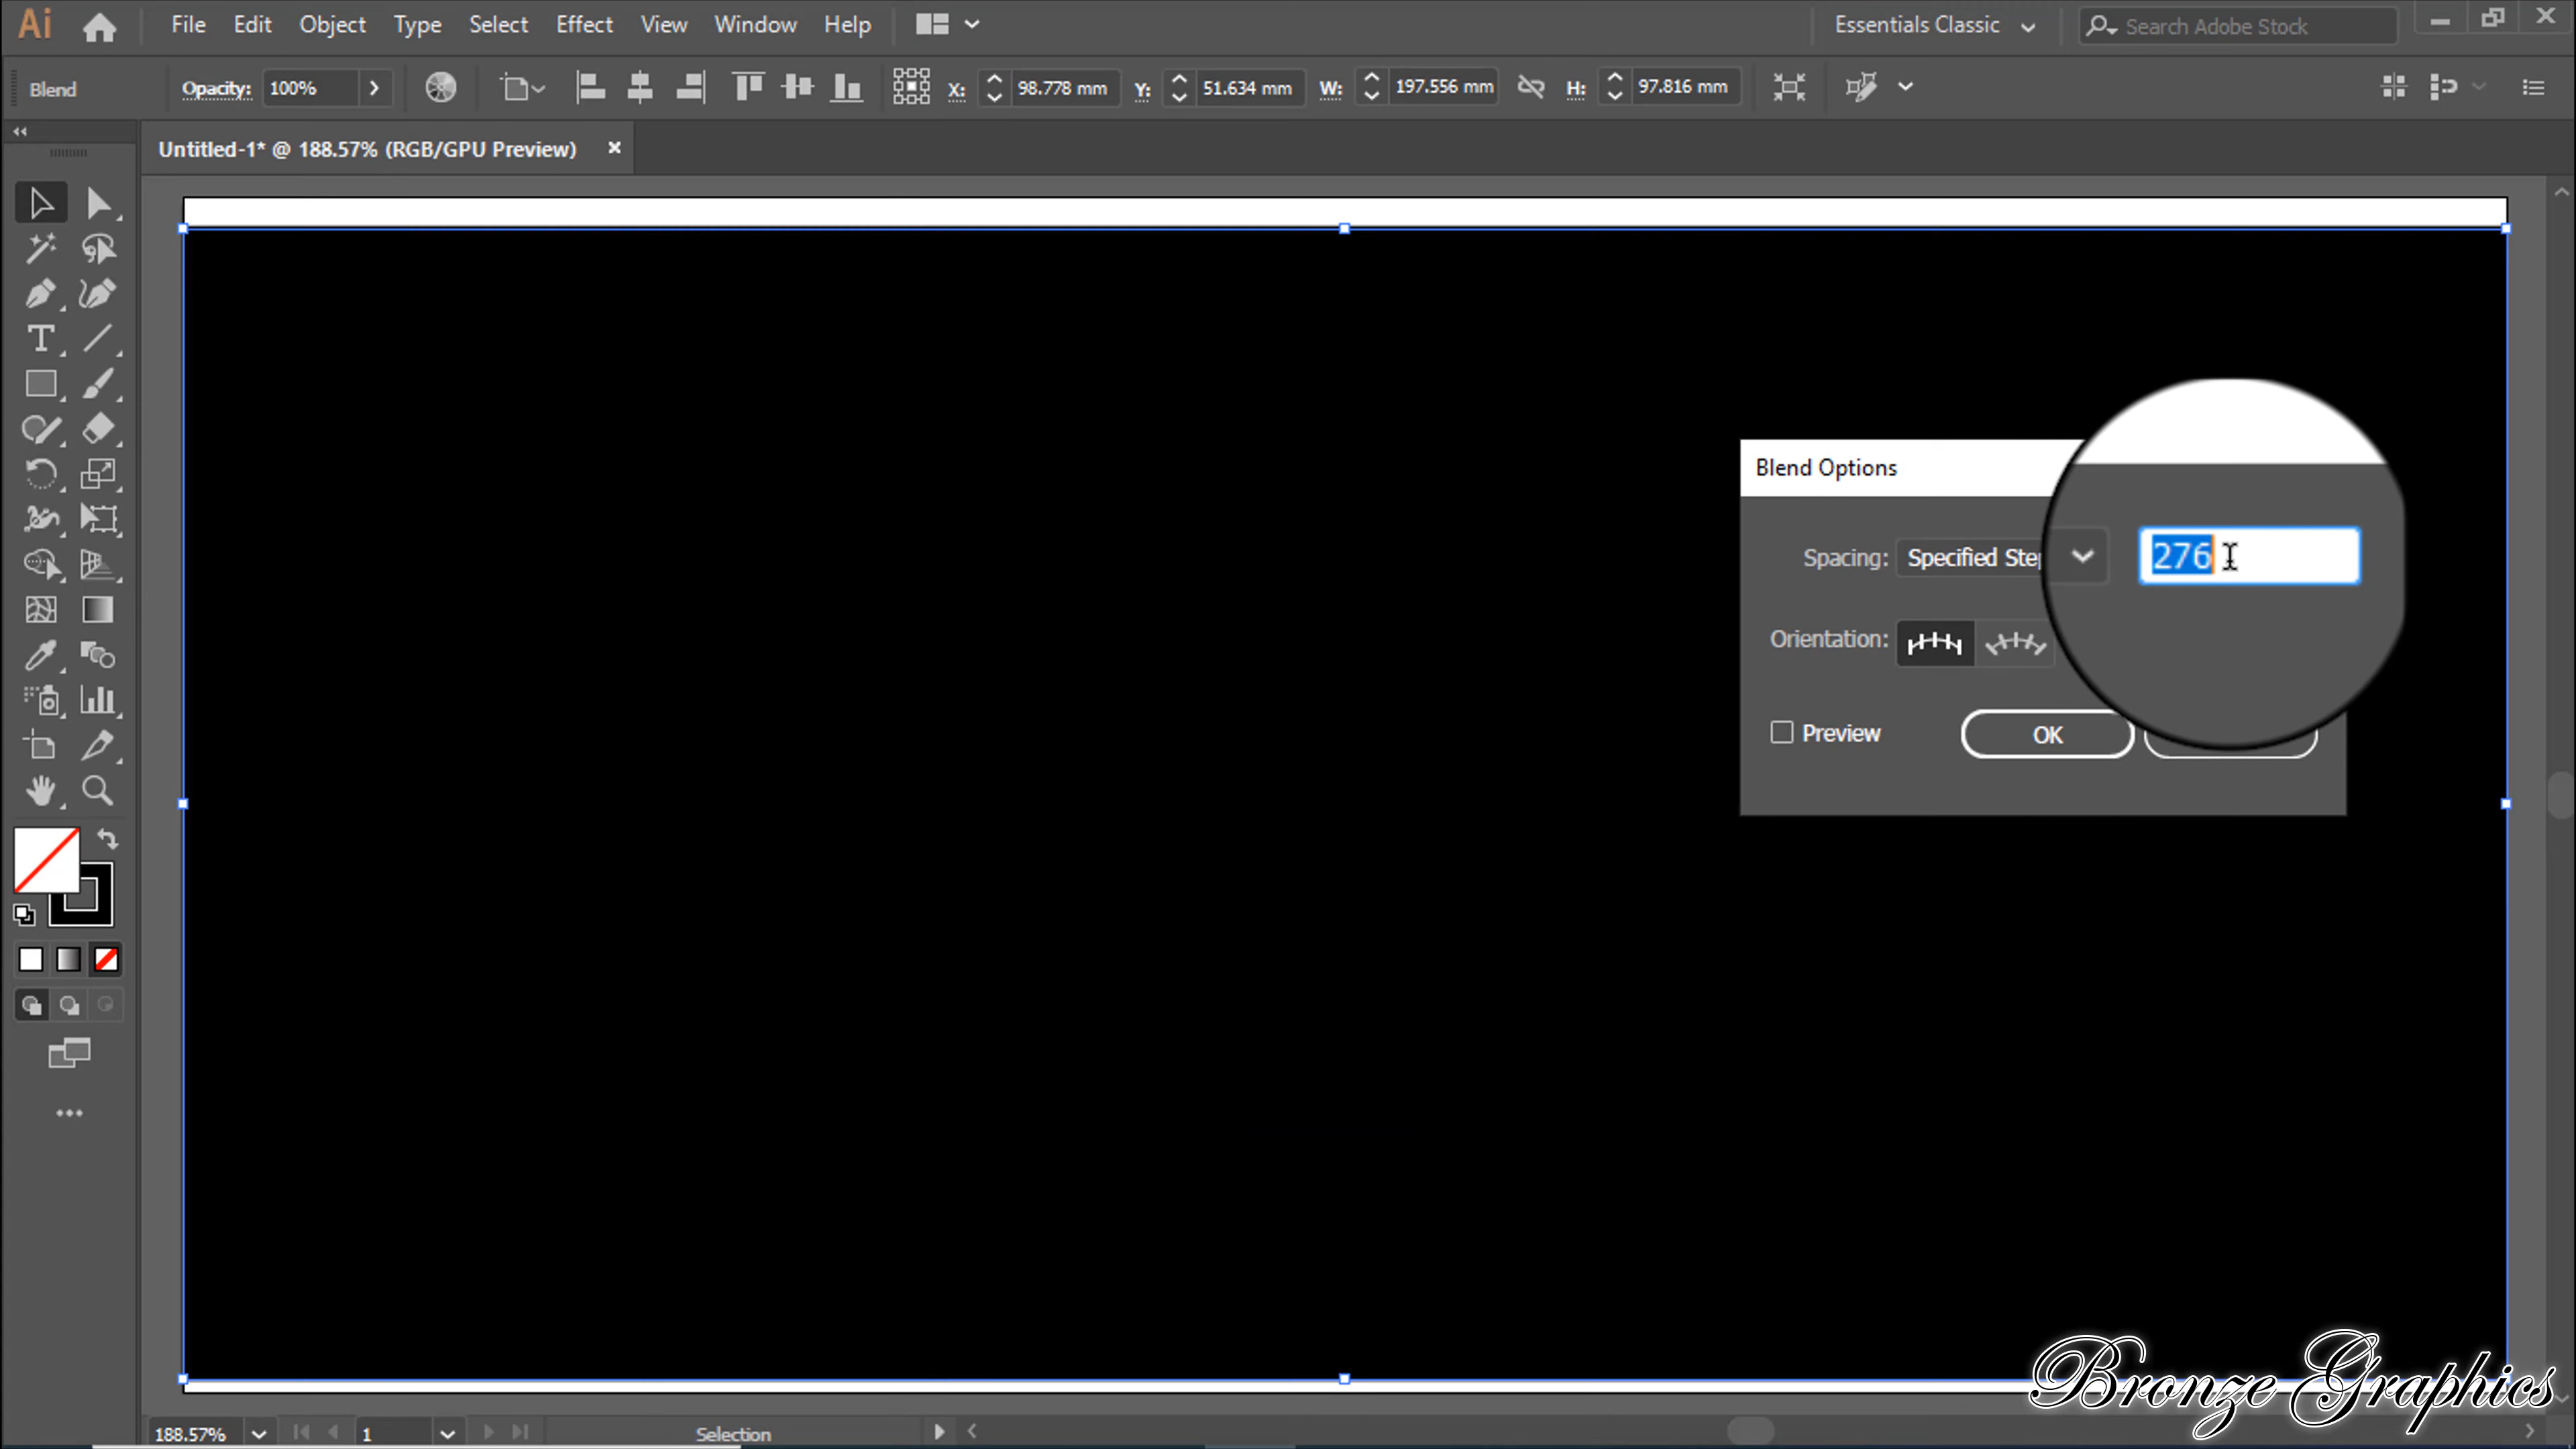 Ai File Edit Object Type Select Effect View Window Help Essentials Classic Search Adobe Stock
Blend Opacity: 100% X: 98.778 mm Y: 51.634 mm W: 197.556 mm H: 97.816 mm
Untitled-1* @ 188.57% (RGB/GPU Preview)
Blend Options
Spacing: Specified Step 276
Orientation:
Preview OK
Bronze Graphics
188.57% 1 Selection